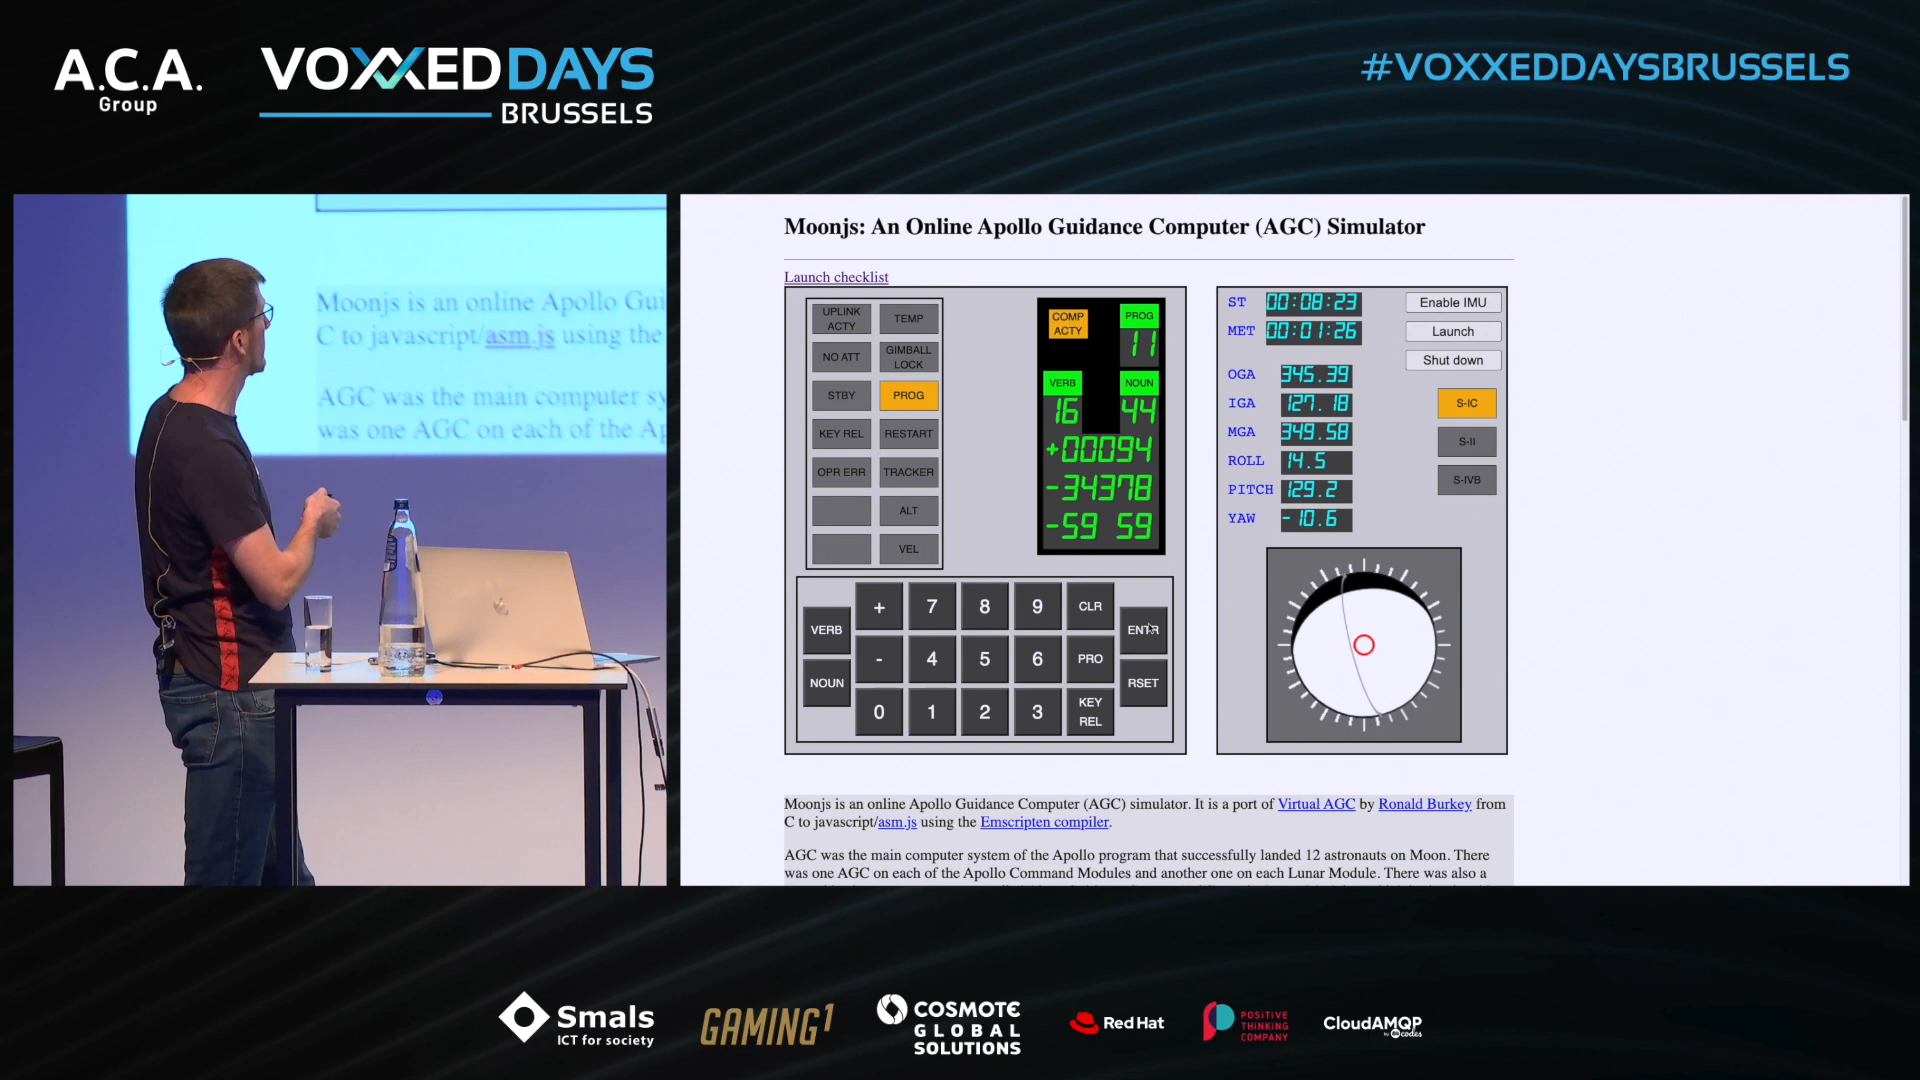 A.C.A.
Group
VOXXEDDAYS
BRUSSELS
#VOXXEDDAYSBRUSSELS
Moonjs is an online Apollo Gui
C to javascript/asm.js using the
AGC was the main computer sy
was one AGC on each of the Ap
Moonjs: An Online Apollo Guidance Computer (AGC) Simulator
Launch checklist
UPLINK
ACTY
TEMP
NO ATT
GIMBALL
LOCK
STBY
PROG
KEY REL
RESTART
OPR ERR
TRACKER
ALT
VEL
COMP
ACTY
PROG
11
VERB
NOUN
16
44
+00094
-34378
-59 59
VERB
NOUN
+
7
8
9
CLR
-
4
5
6
PRO
0
1
2
3
KEY
REL
ENTR
RSET
ST 00:08:23
MET 00:01:26
Enable IMU
Launch
Shut down
OGA 345.39
IGA 127.18
MGA 349.58
ROLL 14.5
PITCH 129.2
YAW -10.6
S-IC
S-II
S-IVB
Moonjs is an online Apollo Guidance Computer (AGC) simulator. It is a port of Virtual AGC by Ronald Burkey from
C to javascript/asm.js using the Emscripten compiler.
AGC was the main computer system of the Apollo program that successfully landed 12 astronauts on Moon. There
was one AGC on each of the Apollo Command Modules and another one on each Lunar Module. There was also a
Smals
ICT for society
GAMING1
COSMOTE
GLOBAL
SOLUTIONS
Red Hat
POSITIVE
THINKING
COMPANY
CloudAMQP